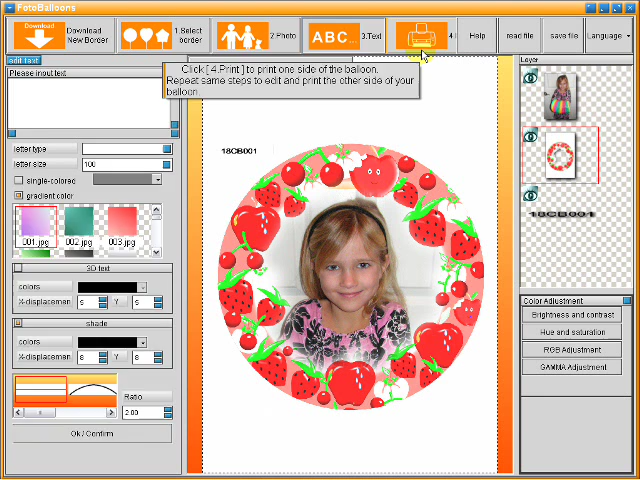 FotoBalloons
Download
Download
New Border
1.Select
border
2.Photo
ABC...
3.Text
4.
Help
read file
save file
Language
edit text
Please input text
Click [ 4.Print ] to print one side of the balloon.
Repeat same steps to edit and print the other side of your
balloon.
letter type
letter size
100
single-colored
gradient color
001.jpg
002.jpg
003.jpg
3D text
colors
X-displacemen
9
Y
9
shade
colors
X-displacemen
8
Y
8
Ratio
2.00
Ok / Confirm
18CB001
Layer
18CB001
Color Adjustment
Brightness and contrast
Hue and saturation
RGB Adjustment
GAMMA Adjustment